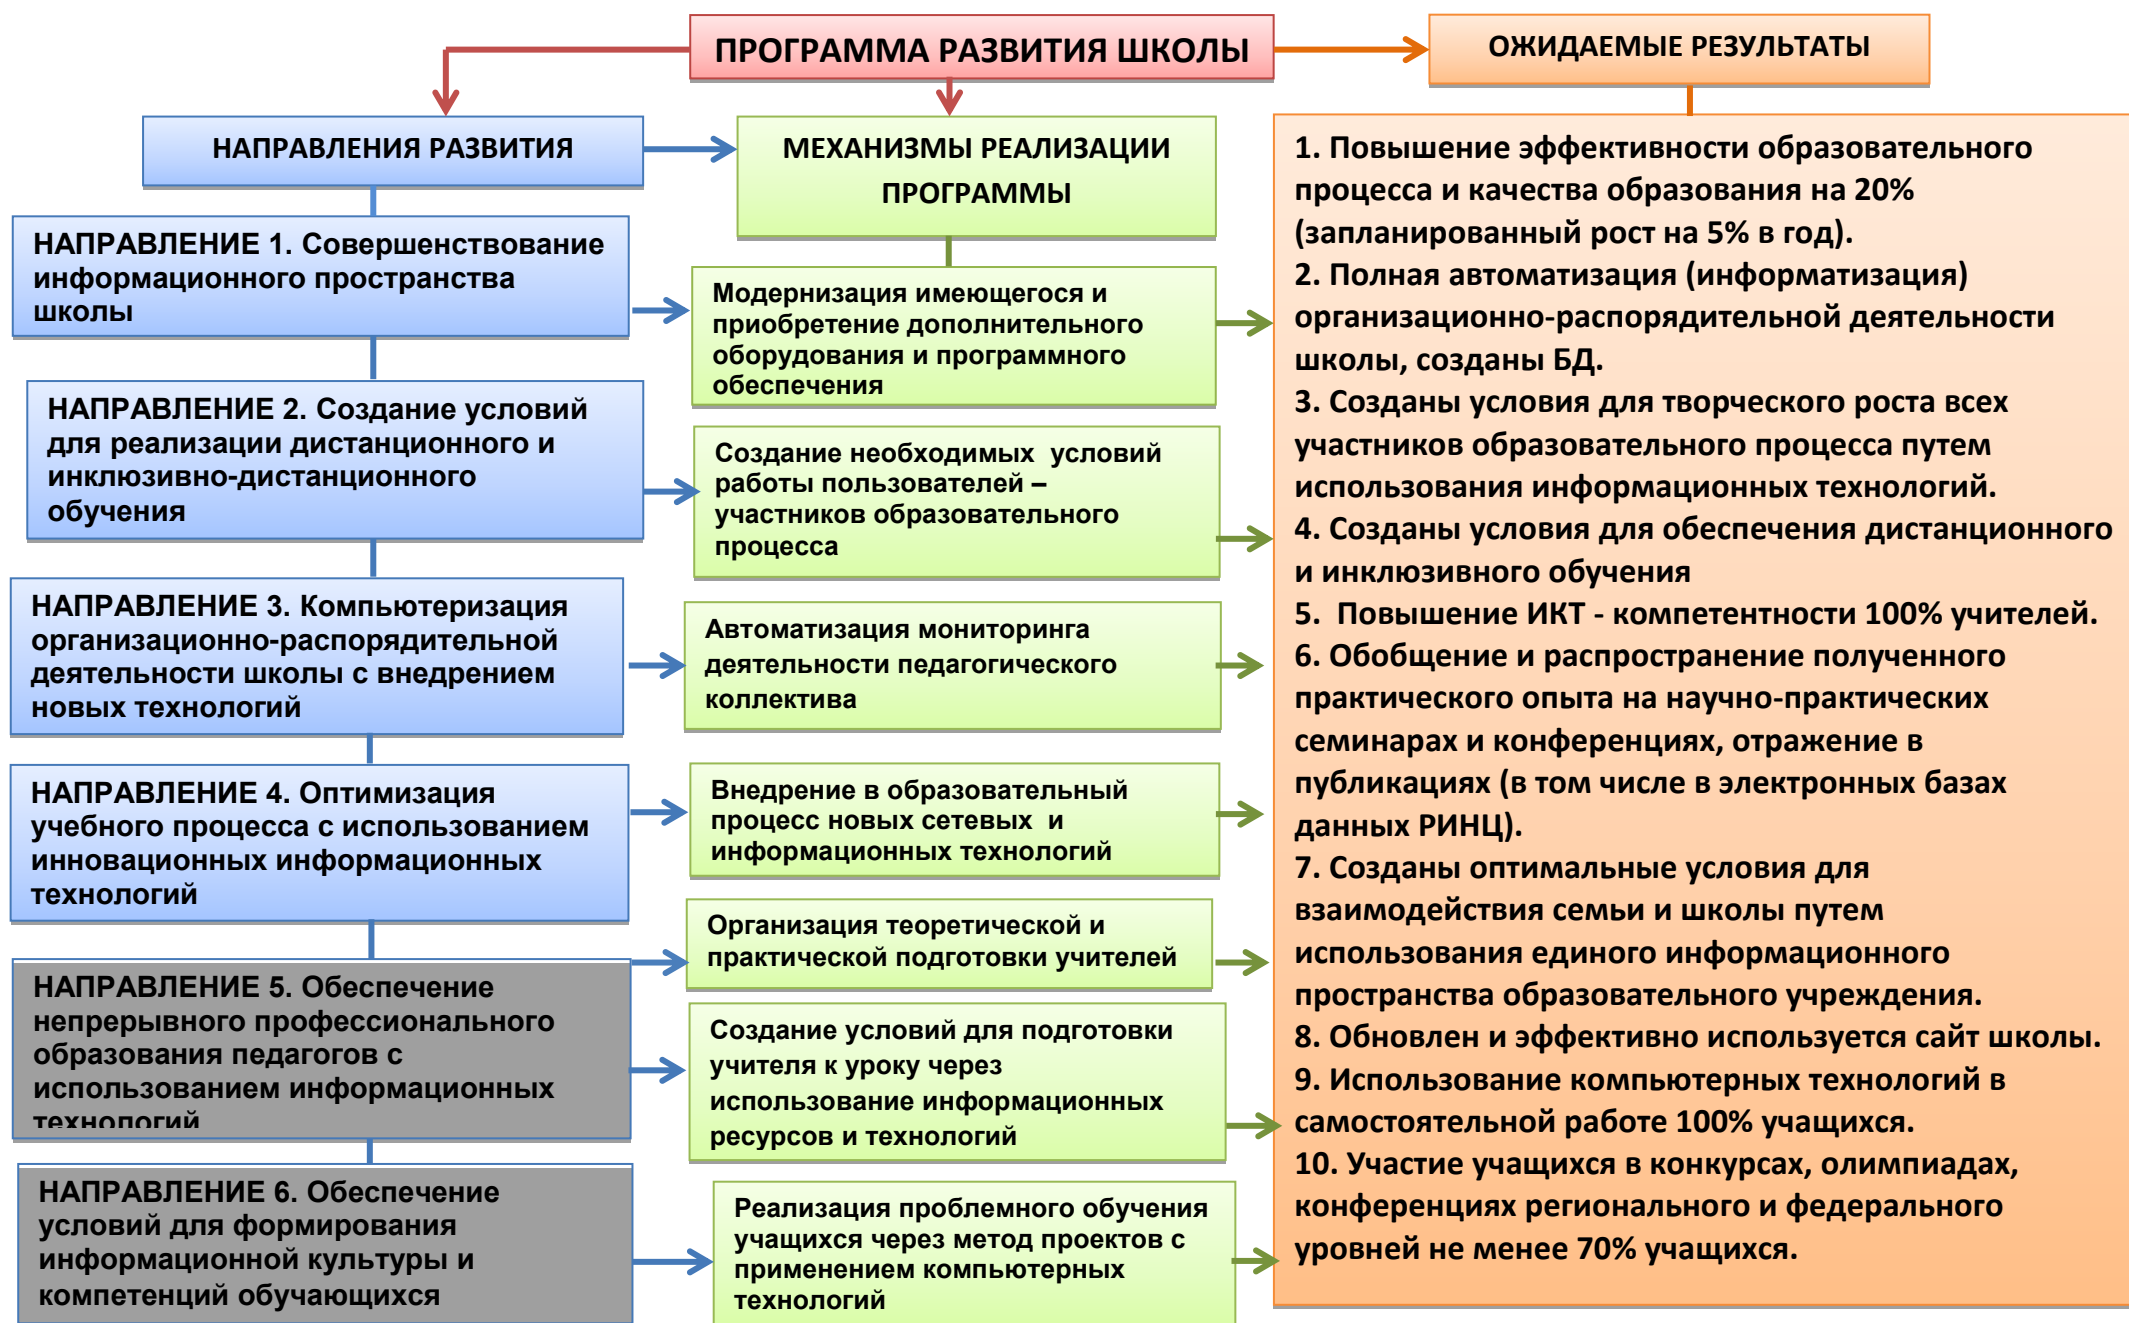 ПРОГРАММА РАЗВИТИЯ ШКОЛЫ
ОЖИДАЕМЫЕ РЕЗУЛЬТАТЫ
НАПРАВЛЕНИЯ РАЗВИТИЯ
МЕХАНИЗМЫ РЕАЛИЗАЦИИ
ПРОГРАММЫ
НАПРАВЛЕНИЕ 1. Совершенствование
информационного пространства
школы
НАПРАВЛЕНИЕ 2. Создание условий
для реализации дистанционного и
инклюзивно-дистанционного
обучения
НАПРАВЛЕНИЕ 3. Компьютеризация
организационно-распорядительной
деятельности школы с внедрением
новых технологий
НАПРАВЛЕНИЕ 4. Оптимизация
учебного процесса с использованием
инновационных информационных
технологий
НАПРАВЛЕНИЕ 5. Обеспечение
непрерывного профессионального
образования педагогов с
использованием информационных
технологий
НАПРАВЛЕНИЕ 6. Обеспечение
условий для формирования
информационной культуры и
компетенций обучающихся
Модернизация имеющегося и
приобретение дополнительного
оборудования и программного
обеспечения
Создание необходимых условий
работы пользователей –
участников образовательного
процесса
Автоматизация мониторинга
деятельности педагогического
коллектива
Внедрение в образовательный
процесс новых сетевых и
информационных технологий
Организация теоретической и
практической подготовки учителей
Создание условий для подготовки
учителя к уроку через
использование информационных
ресурсов и технологий
Реализация проблемного обучения
учащихся через метод проектов с
применением компьютерных
технологий
1. Повышение эффективности образовательного
процесса и качества образования на 20%
(запланированный рост на 5% в год).
2. Полная автоматизация (информатизация)
организационно-распорядительной деятельности
школы, созданы БД.
3. Созданы условия для творческого роста всех
участников образовательного процесса путем
использования информационных технологий.
4. Созданы условия для обеспечения дистанционного
и инклюзивного обучения
5. Повышение ИКТ - компетентности 100% учителей.
6. Обобщение и распространение полученного
практического опыта на научно-практических
семинарах и конференциях, отражение в
публикациях (в том числе в электронных базах
данных РИНЦ).
7. Созданы оптимальные условия для
взаимодействия семьи и школы путем
использования единого информационного
пространства образовательного учреждения.
8. Обновлен и эффективно используется сайт школы.
9. Использование компьютерных технологий в
самостоятельной работе 100% учащихся.
10. Участие учащихся в конкурсах, олимпиадах,
конференциях регионального и федерального
уровней не менее 70% учащихся.